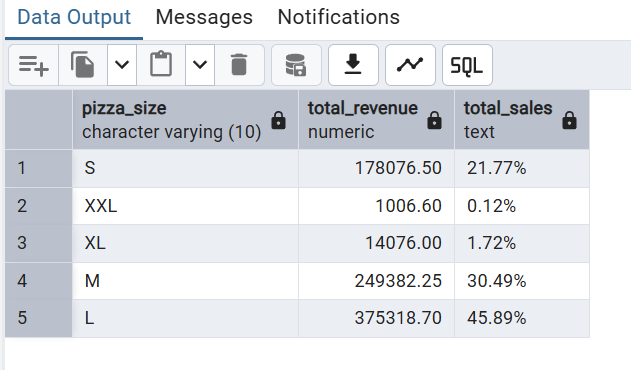 Data Output Messages Notifications
SQL
pizza_size total_revenue total_sales
character varying (10) numeric text
1 S 178076.50 21.77%
2 XXL 1006.60 0.12%
3 XL 14076.00 1.72%
4 M 249382.25 30.49%
5 L 375318.70 45.89%